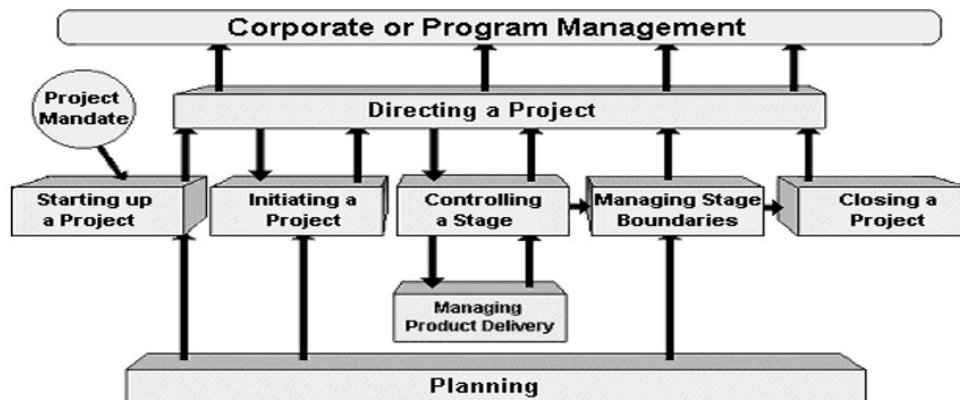 Corporate or Program Management
Project
Mandate
Directing a Project
Starting up
a Project
Initiating a
Project
Controlling
a Stage
Managing Stage
Boundaries
Closing a
Project
Managing
Product Delivery
Planning